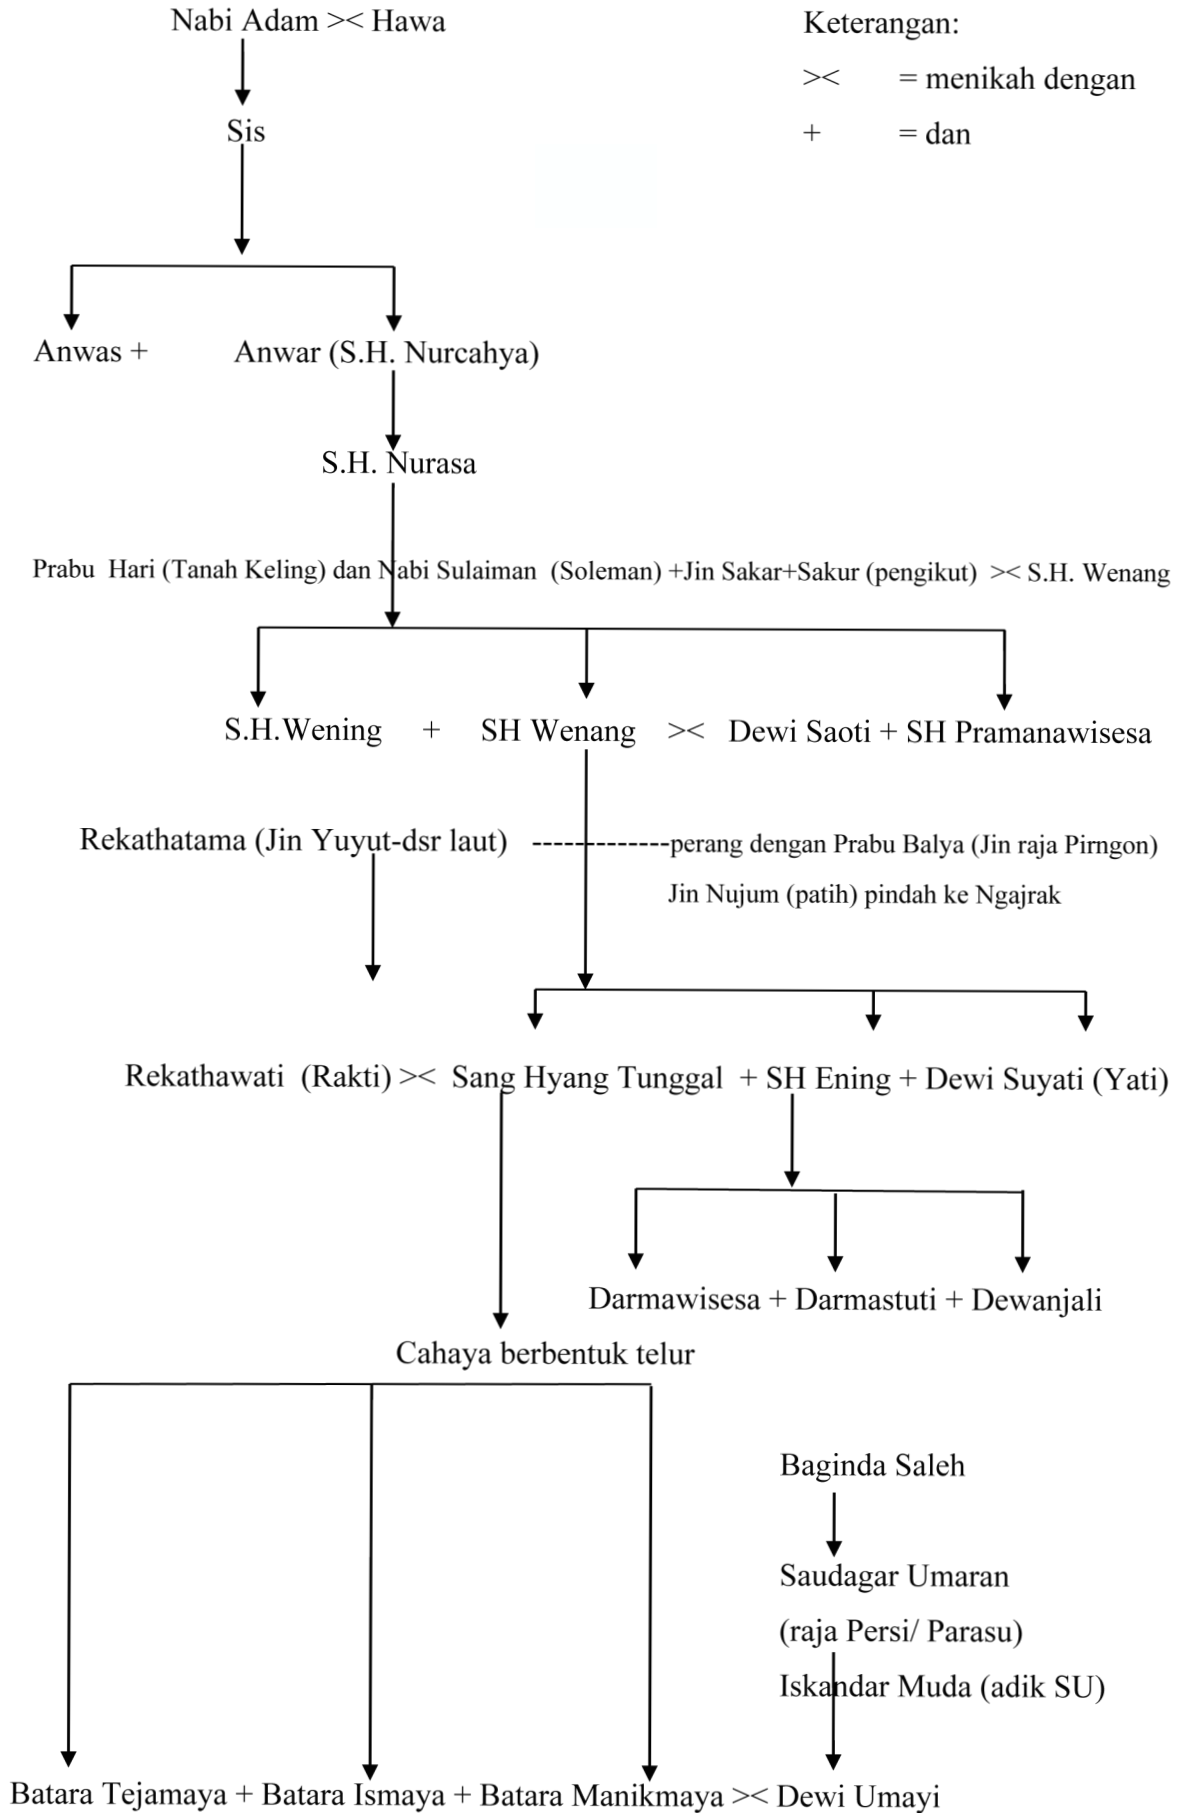 Nabi Adam >< Hawa
Keterangan:
>< = menikah dengan
+ = dan
Sis
Anwas + Anwar (S.H. Nurcahya)
S.H. Nurasa
Prabu Hari (Tanah Keling) dan Nabi Sulaiman (Soleman) +Jin Sakar+Sakur (pengikut) >< S.H. Wenang
S.H.Wening + SH Wenang >< Dewi Saoti + SH Pramanawisesa
Rekathatama (Jin Yuyut-dsr laut) ------------perang dengan Prabu Balya (Jin raja Pirngon)
Jin Nujum (patih) pindah ke Ngajrak
Rekathawati (Rakti) >< Sang Hyang Tunggal + SH Ening + Dewi Suyati (Yati)
Darmawisesa + Darmastuti + Dewanjali
Cahaya berbentuk telur
Baginda Saleh
Saudagar Umaran
(raja Persi/ Parasu)
Iskandar Muda (adik SU)
Batara Tejamaya + Batara Ismaya + Batara Manikmaya >< Dewi Umayi